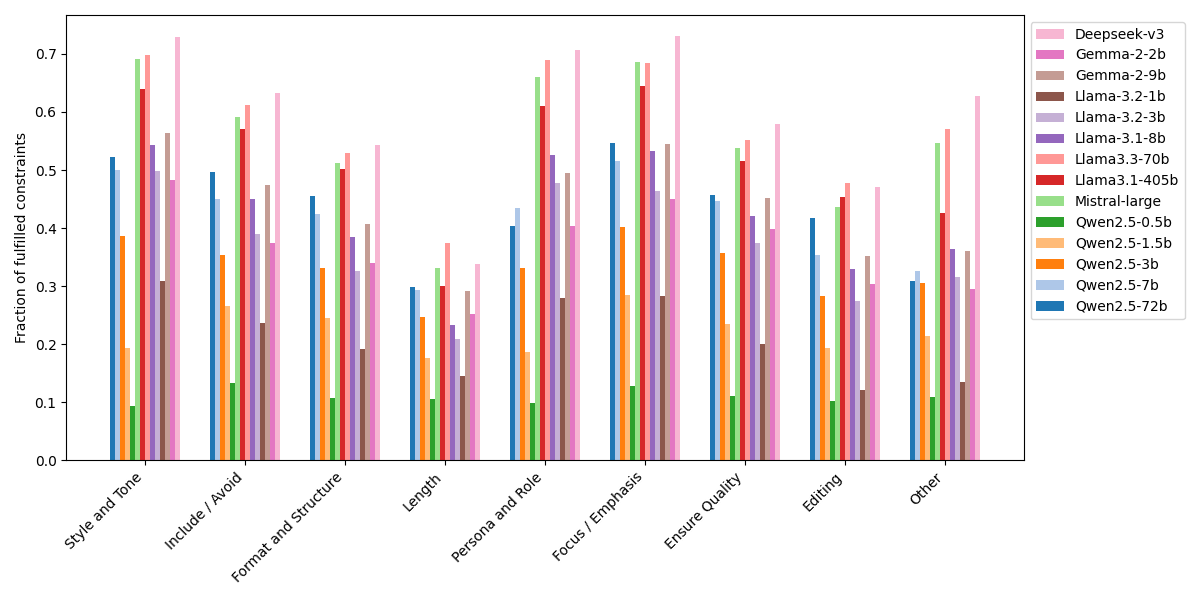 Fraction of fulfilled constraints
0.7
0.6
0.5
0.4
0.3
0.2
0.1
0.0
Style and Tone
Include / Avoid
Format and Structure
Length
Persona and Role
Focus / Emphasis
Ensure Quality
Editing
Other
Deepseek-v3
Gemma-2-2b
Gemma-2-9b
Llama-3.2-1b
Llama-3.2-3b
Llama-3.1-8b
Llama3.3-70b
Llama3.1-405b
Mistral-large
Qwen2.5-0.5b
Qwen2.5-1.5b
Qwen2.5-3b
Qwen2.5-7b
Qwen2.5-72b